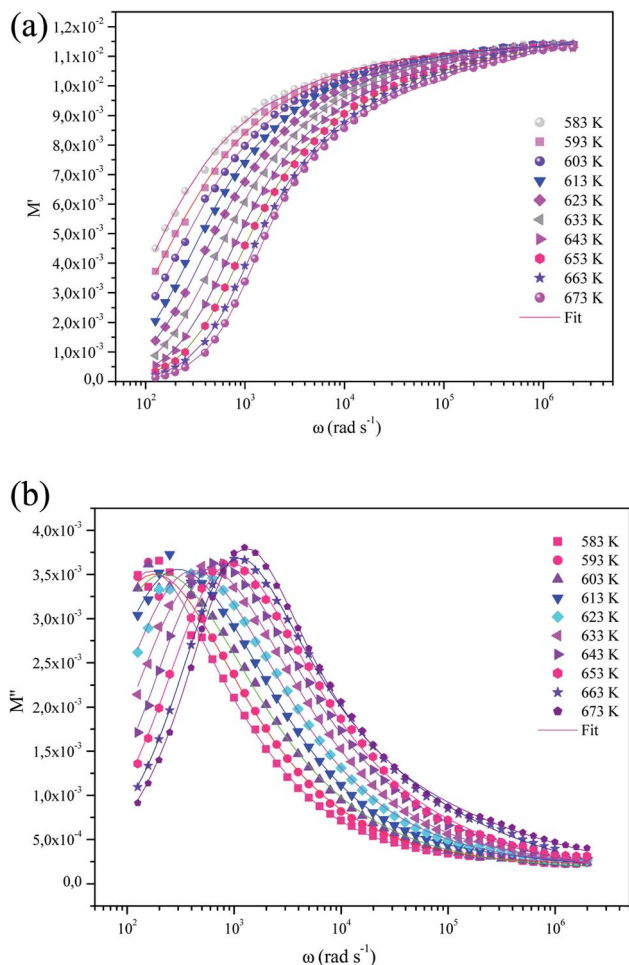 (a)
1,2x10⁻²
1,1x10⁻²
1,0x10⁻²
9,0x10⁻³
8,0x10⁻³
7,0x10⁻³
6,0x10⁻³
5,0x10⁻³
4,0x10⁻³
3,0x10⁻³
2,0x10⁻³
1,0x10⁻³
0,0
M'
583 K
593 K
603 K
613 K
623 K
633 K
643 K
653 K
663 K
673 K
Fit
10² 10³ 10⁴ 10⁵ 10⁶
ω (rad s⁻¹)
(b)
4,0x10⁻³
3,5x10⁻³
3,0x10⁻³
2,5x10⁻³
2,0x10⁻³
1,5x10⁻³
1,0x10⁻³
5,0x10⁻⁴
0,0
M''
583 K
593 K
603 K
613 K
623 K
633 K
643 K
653 K
663 K
673 K
Fit
10² 10³ 10⁴ 10⁵ 10⁶
ω (rad s⁻¹)